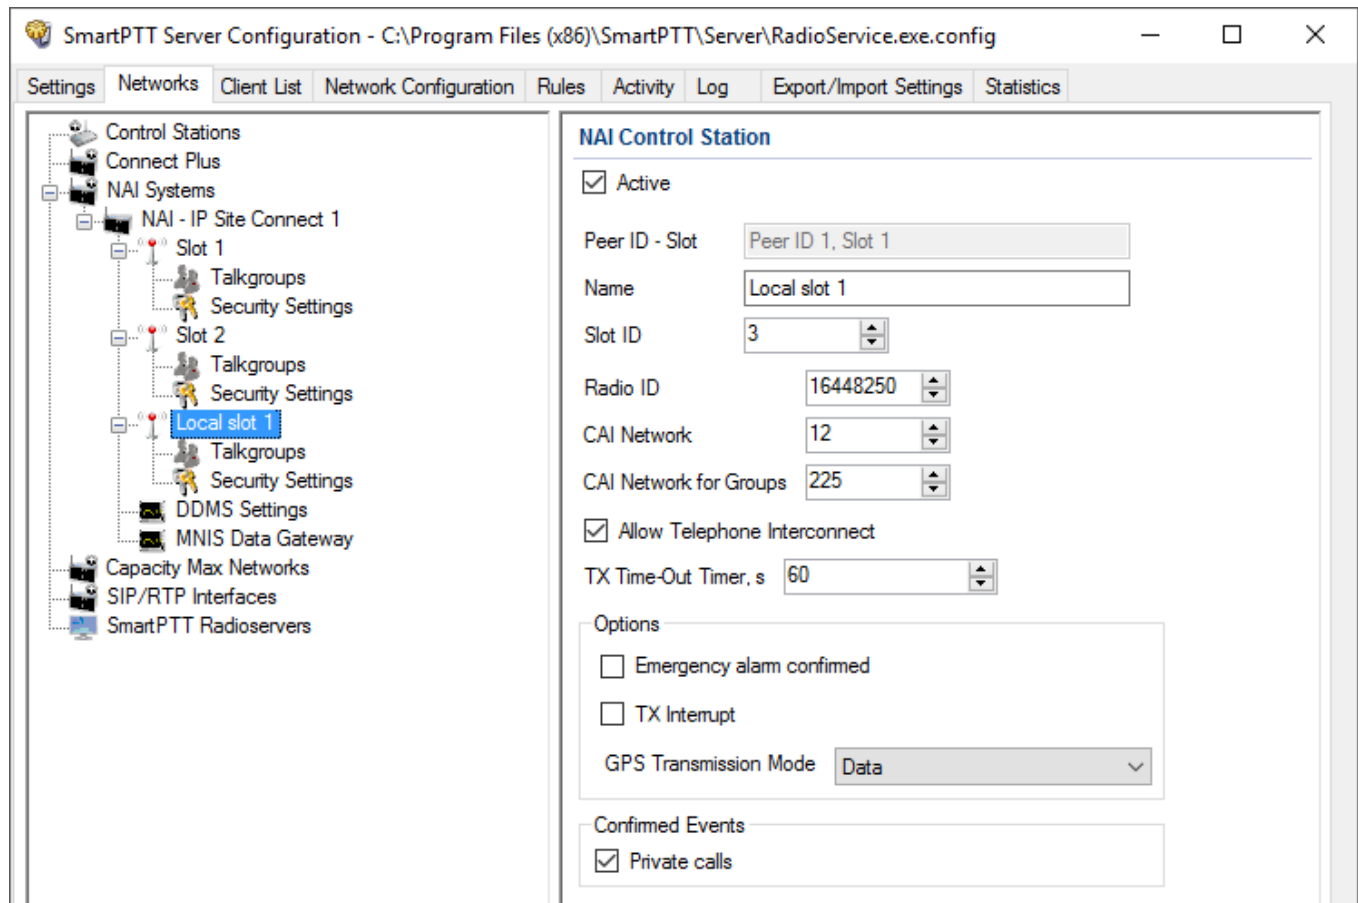 SmartPTT Server Configuration - C:\Program Files (x86)\SmartPTT\Server\RadioService.exe.config
Settings Networks Client List Network Configuration Rules Activity Log Export/Import Settings Statistics
Control Stations
Connect Plus
NAI Systems
NAI - IP Site Connect 1
Slot 1
Talkgroups
Security Settings
Slot 2
Talkgroups
Security Settings
Local slot 1
Talkgroups
Security Settings
DDMS Settings
MNIS Data Gateway
Capacity Max Networks
SIP/RTP Interfaces
SmartPTT Radioservers
NAI Control Station
Active
Peer ID - Slot Peer ID 1, Slot 1
Name Local slot 1
Slot ID 3
Radio ID 16448250
CAI Network 12
CAI Network for Groups 225
Allow Telephone Interconnect
TX Time-Out Timer, s 60
Options
Emergency alarm confirmed
TX Interrupt
GPS Transmission Mode Data
Confirmed Events
Private calls